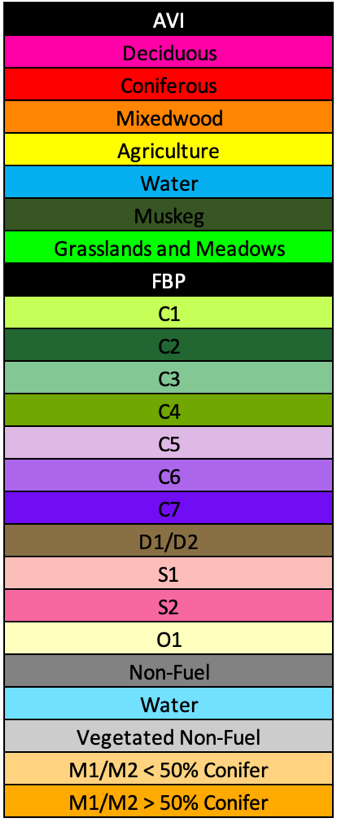 AVI
Deciduous
Coniferous
Mixedwood
Agriculture
Water
Muskeg
Grasslands and Meadows
FBP
C1
C2
C3
C4
C5
C6
C7
D1/D2
S1
S2
O1
Non-Fuel
Water
Vegetated Non-Fuel
M1/M2 < 50% Conifer
M1/M2 > 50% Conifer